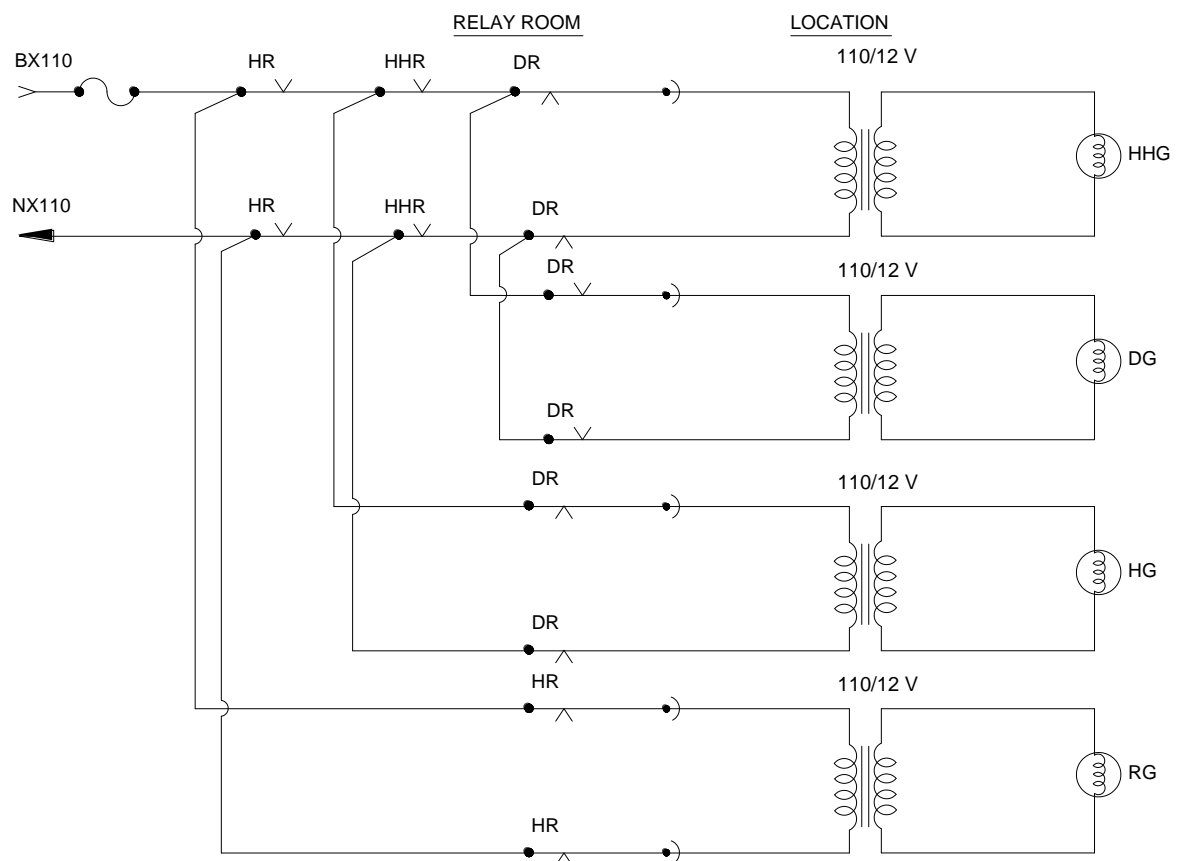 RELAY ROOM LOCATION
110/12 V
BX110 HR HHR DR
HHG
NX110 HR HHR DR
110/12 V
DR
DG
DR
110/12 V
DR
HG
DR
110/12 V
HR
RG
HR